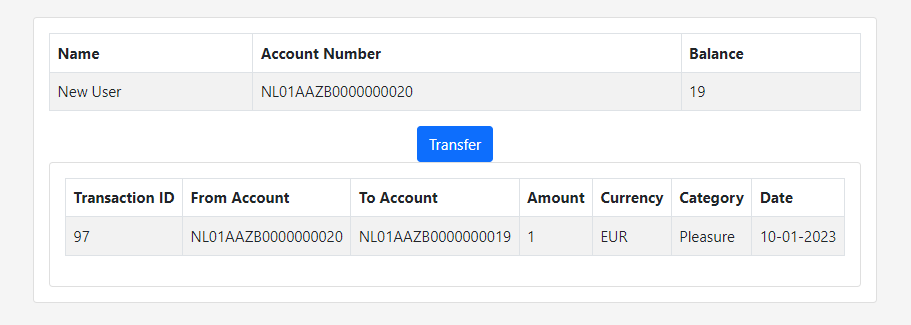 Name Account Number Balance
New User NL01AAZB0000000020 19
Transfer
Transaction ID From Account To Account Amount Currency Category Date
97 NL01AAZB0000000020 NL01AAZB0000000019 1 EUR Pleasure 10-01-2023